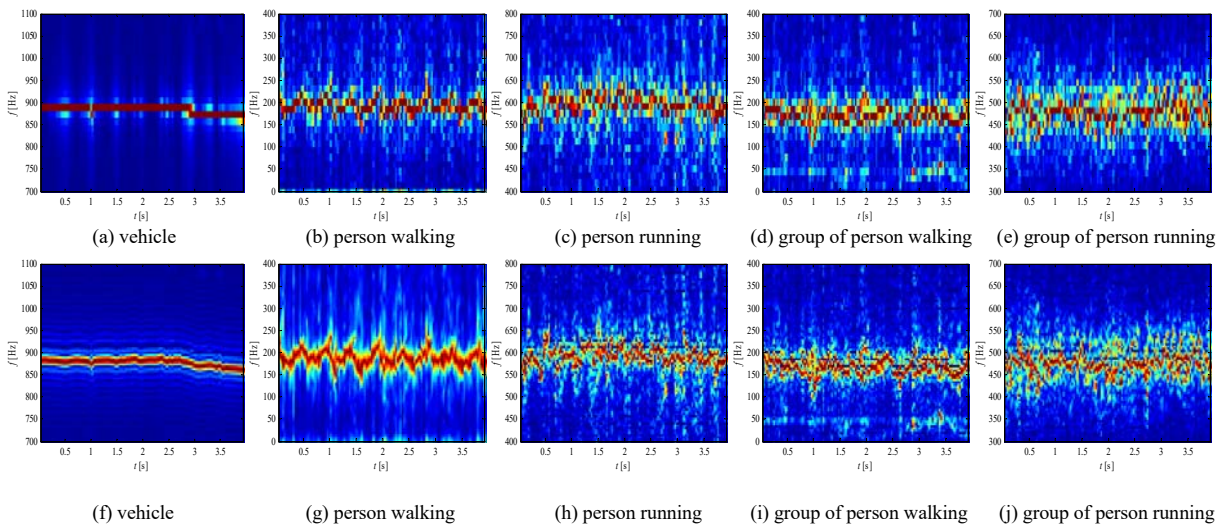 1100 400 800 400 700
1050 350 750 350 650
1000 300 700 300 600
950 250 650 250 550
f [Hz] f [Hz] f [Hz] f [Hz] f [Hz]
900 200 600 200 500
850 150 550 150 450
800 100 500 100 400
750 50 450 50 350
700 0 400 0 300
0.5 1 1.5 2 2.5 3 3.5 0.5 1 1.5 2 2.5 3 3.5 0.5 1 1.5 2 2.5 3 3.5 0.5 1 1.5 2 2.5 3 3.5 0.5 1 1.5 2 2.5 3 3.5
t [s] t [s] t [s] t [s] t [s]
(a) vehicle (b) person walking (c) person running (d) group of person walking (e) group of person running
1100 400 800 400 700
1050 350 750 350 650
1000 300 700 300 600
950 250 650 250 550
f [Hz] f [Hz] f [Hz] f [Hz] f [Hz]
900 200 600 200 500
850 150 550 150 450
800 100 500 100 400
750 50 450 50 350
700 0 400 0 300
0.5 1 1.5 2 2.5 3 3.5 0.5 1 1.5 2 2.5 3 3.5 0.5 1 1.5 2 2.5 3 3.5 0.5 1 1.5 2 2.5 3 3.5 0.5 1 1.5 2 2.5 3 3.5
t [s] t [s] t [s] t [s] t [s]
(f) vehicle (g) person walking (h) person running (i) group of person walking (j) group of person running